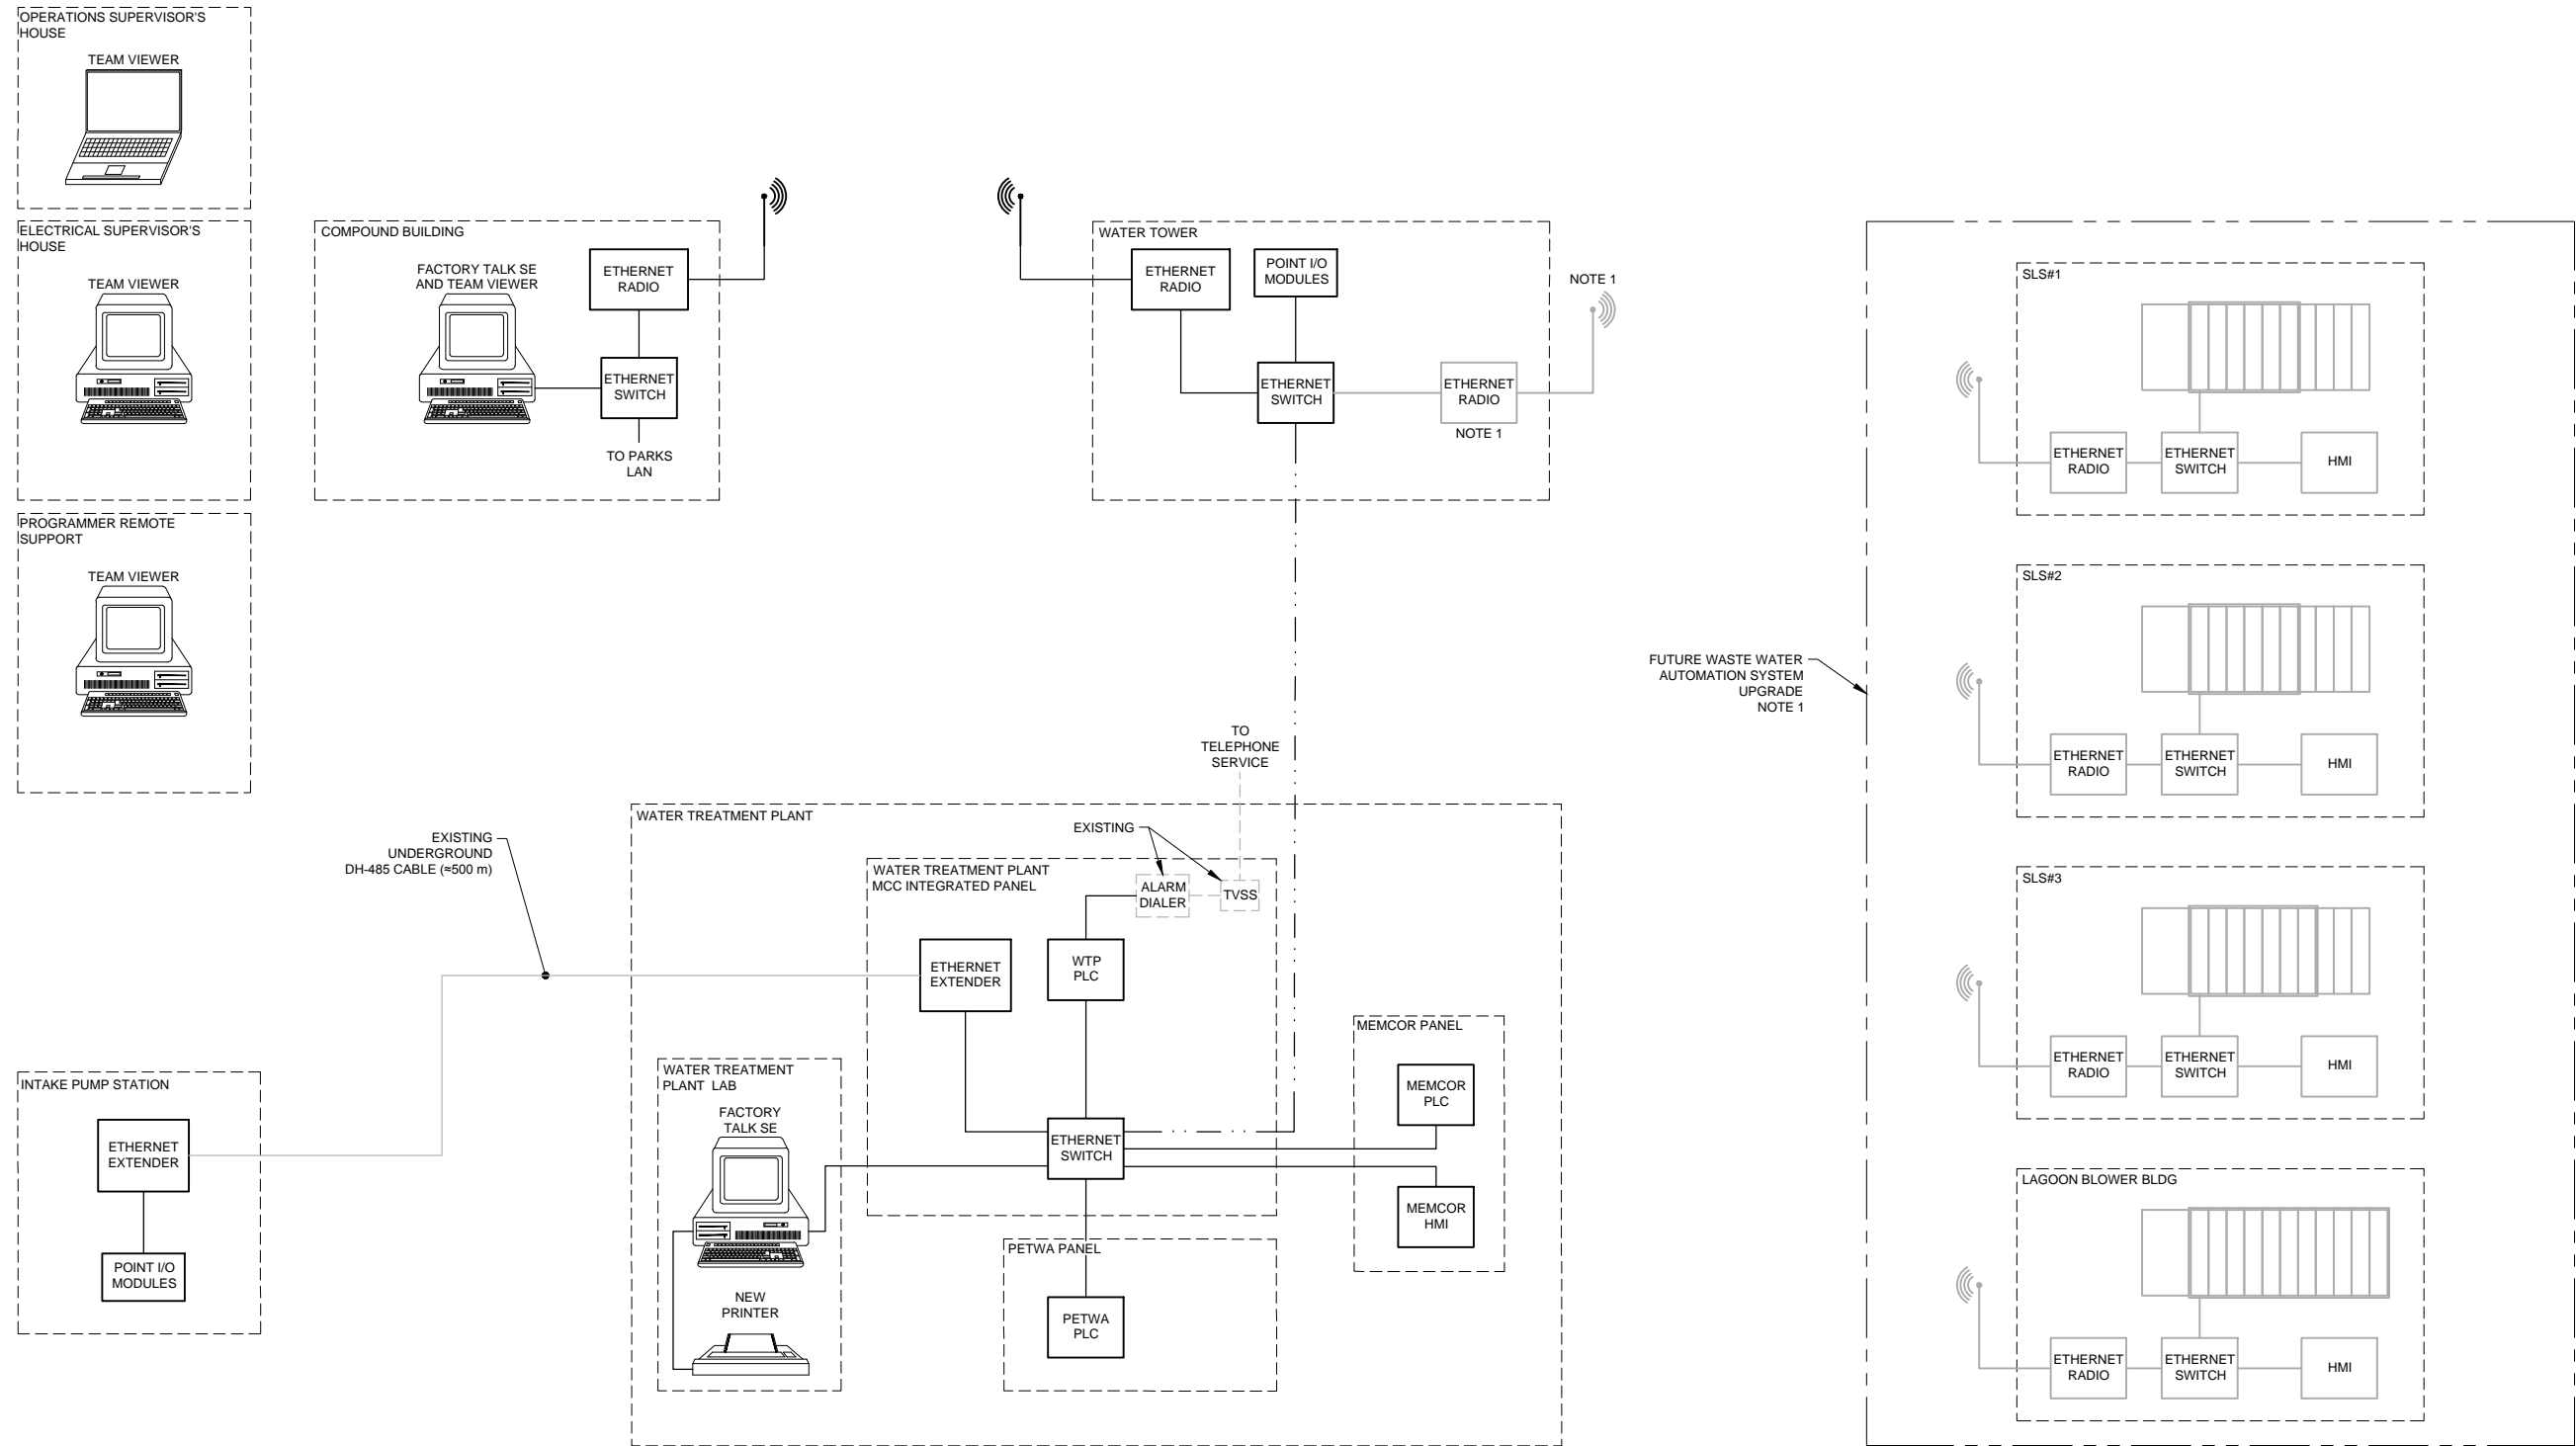 OPERATIONS SUPERVISOR'S
HOUSE
TEAM VIEWER
ELECTRICAL SUPERVISOR'S
HOUSE
TEAM VIEWER
PROGRAMMER REMOTE
SUPPORT
TEAM VIEWER
COMPOUND BUILDING
FACTORY TALK SE
AND TEAM VIEWER
ETHERNET
RADIO
ETHERNET
SWITCH
TO PARKS
LAN
WATER TOWER
ETHERNET
RADIO
POINT I/O
MODULES
ETHERNET
SWITCH
ETHERNET
RADIO
NOTE 1
NOTE 1
FUTURE WASTE WATER
AUTOMATION SYSTEM
UPGRADE
NOTE 1
SLS#1
ETHERNET
RADIO
ETHERNET
SWITCH
HMI
SLS#2
ETHERNET
RADIO
ETHERNET
SWITCH
HMI
SLS#3
ETHERNET
RADIO
ETHERNET
SWITCH
HMI
LAGOON BLOWER BLDG
ETHERNET
RADIO
ETHERNET
SWITCH
HMI
TO
TELEPHONE
SERVICE
WATER TREATMENT PLANT
EXISTING
EXISTING
UNDERGROUND
DH-485 CABLE (≈500 m)
WATER TREATMENT PLANT
MCC INTEGRATED PANEL
ALARM
DIALER
TVSS
ETHERNET
EXTENDER
WTP
PLC
ETHERNET
SWITCH
MEMCOR PANEL
MEMCOR
PLC
MEMCOR
HMI
WATER TREATMENT
PLANT  LAB
FACTORY
TALK SE
NEW
PRINTER
PETWA PANEL
PETWA
PLC
INTAKE PUMP STATION
ETHERNET
EXTENDER
POINT I/O
MODULES